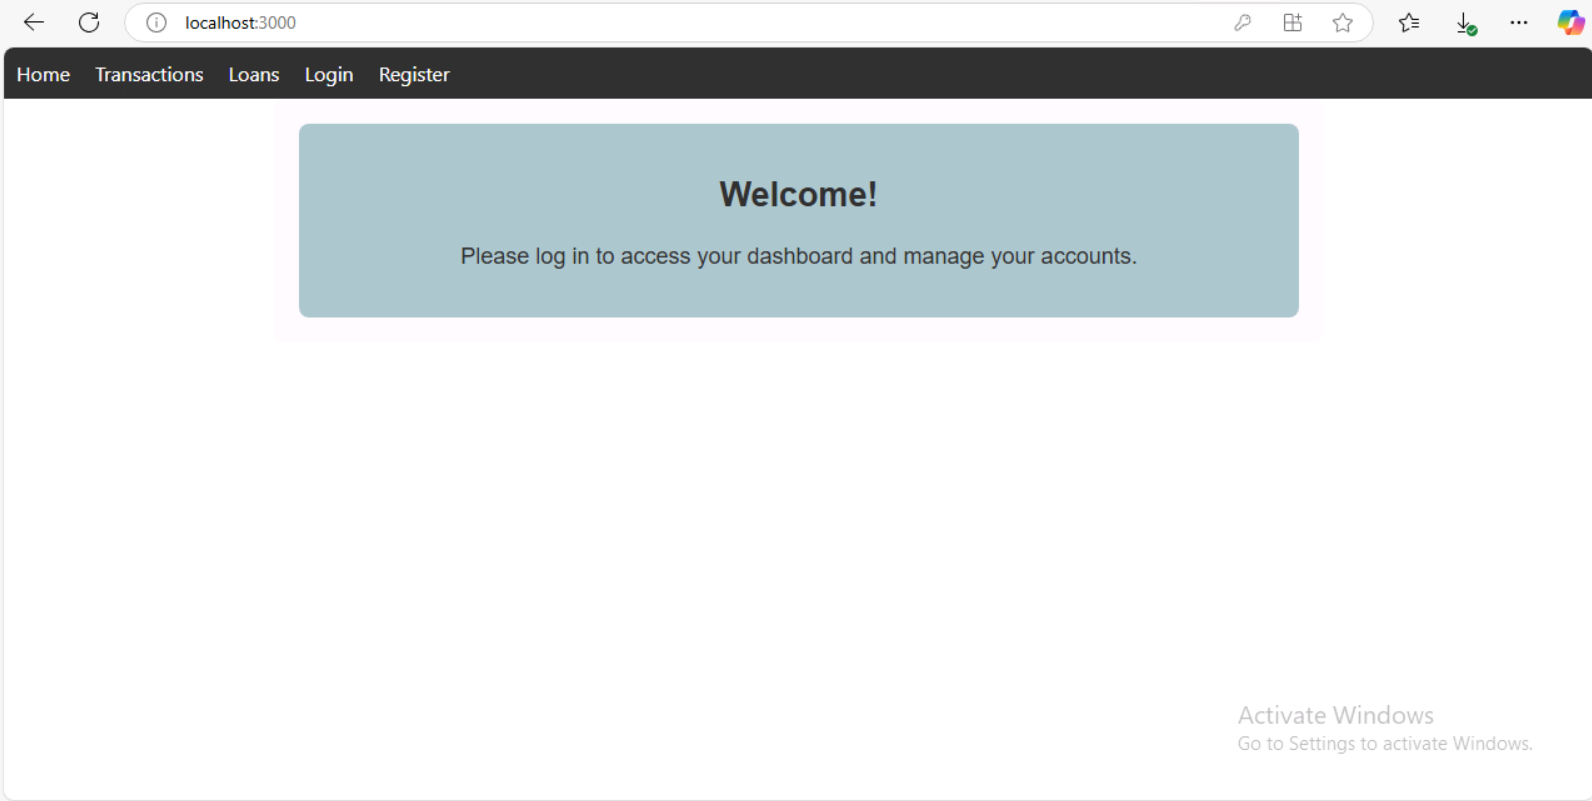 localhost:3000
Home Transactions Loans Login Register
Welcome!
Please log in to access your dashboard and manage your accounts.
Activate Windows
Go to Settings to activate Windows.